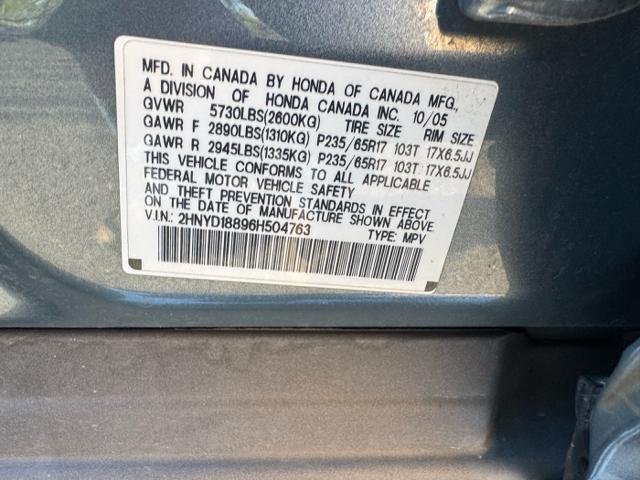 MFD. IN CANADA BY HONDA OF CANADA MFG.,
A DIVISION OF HONDA CANADA INC. 10/05
GVWR 5730LBS(2600KG) TIRE SIZE RIM SIZE
GAWR F 2890LBS(1310KG) P235/65R17 103T 17X6.5JJ
GAWR R 2945LBS(1335KG) P235/65R17 103T 17X6.5JJ
THIS VEHICLE CONFORMS TO ALL APPLICABLE
FEDERAL MOTOR VEHICLE SAFETY
AND THEFT PREVENTION STANDARDS IN EFFECT
ON THE DATE OF MANUFACTURE SHOWN ABOVE.
V.I.N.: 2HNYD18896H504763 TYPE: MPV